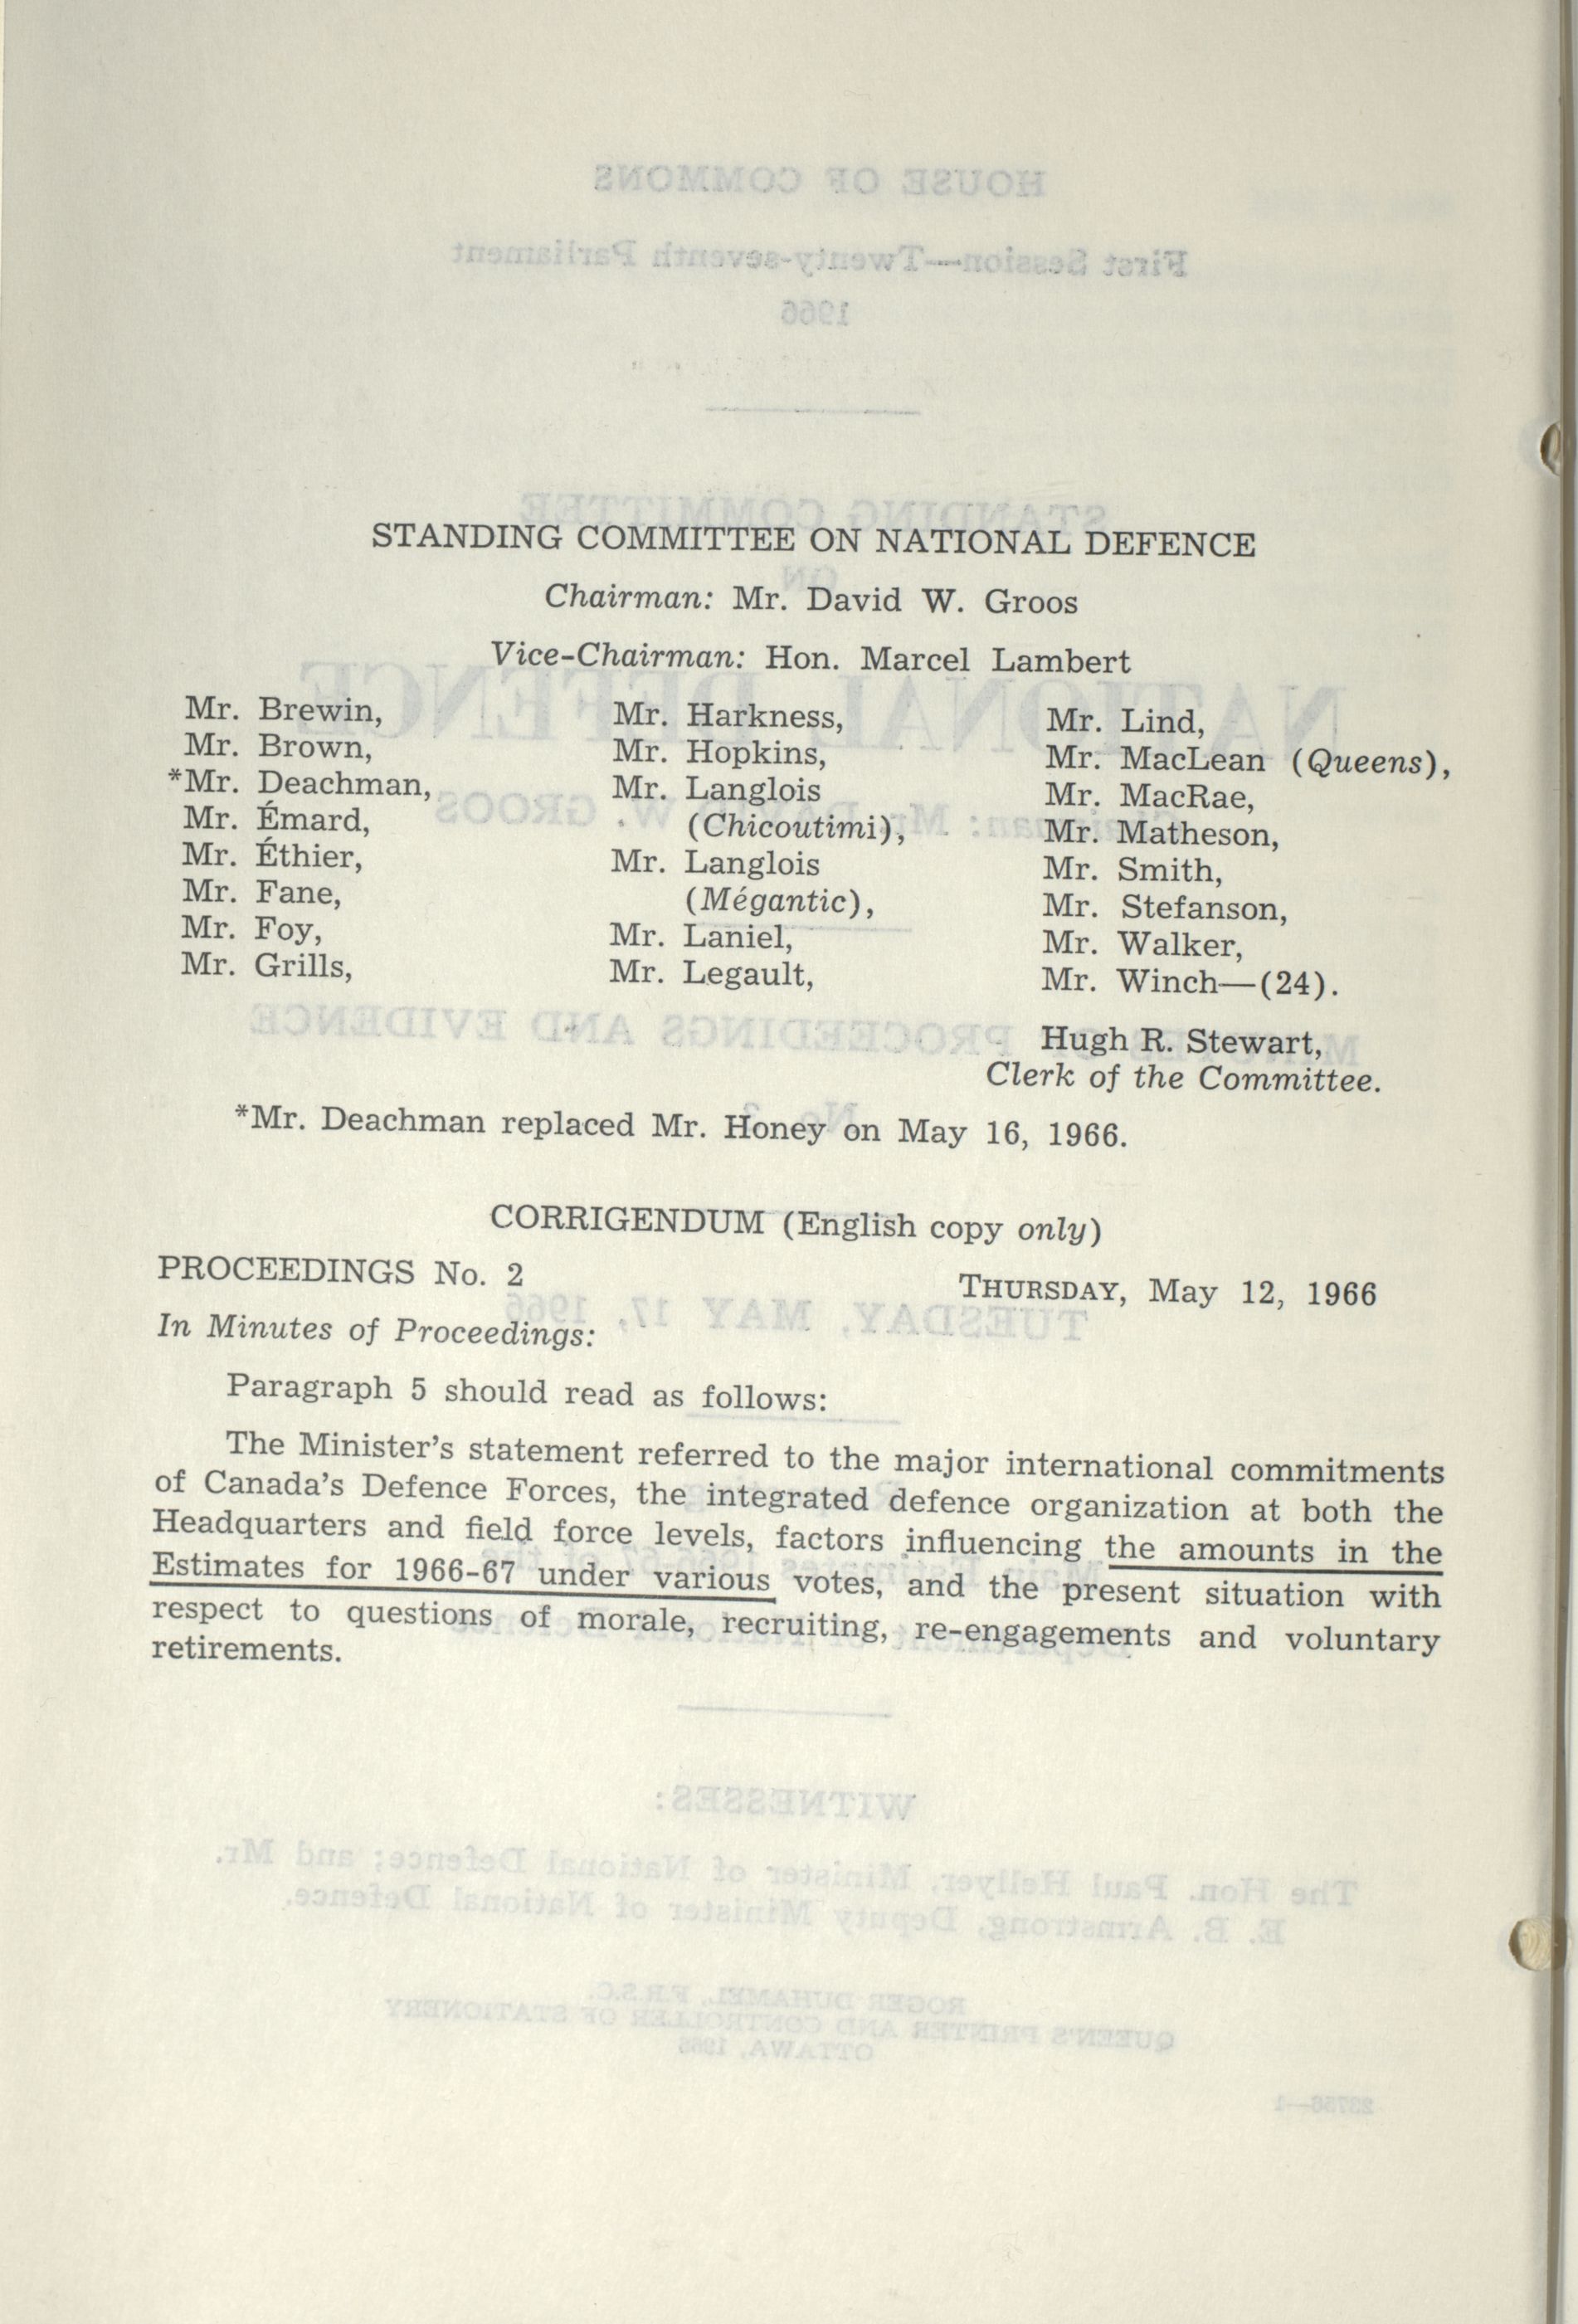 STANDING COMMITTEE ON NATIONAL DEFENCE
Chairman: Mr. David W. Groos
Vice-Chairman: Hon. Marcel Lambert
Mr. Brewin,
Mr. Brown,
*Mr. Deachman,
Mr. Émard,
Mr. Éthier,
Mr. Fane,
Mr. Foy,
Mr. Grills,
Mr. Harkness,
Mr. Hopkins,
Mr. Langlois
(Chicoutimi),
Mr. Langlois
(Mégantic),
Mr. Laniel,
Mr. Legault,
Mr. Lind,
Mr. MacLean (Queens),
Mr. MacRae,
Mr. Matheson,
Mr. Smith,
Mr. Stefanson,
Mr. Walker,
Mr. Winch—(24).
Hugh R. Stewart,
Clerk of the Committee.
*Mr. Deachman replaced Mr. Honey on May 16, 1966.
CORRIGENDUM (English copy only)
PROCEEDINGS No. 2
THURSDAY, May 12, 1966
In Minutes of Proceedings:
Paragraph 5 should read as follows:
The Minister's statement referred to the major international commitments
of Canada's Defence Forces, the integrated defence organization at both the
Headquarters and field force levels, factors influencing the amounts in the
Estimates for 1966-67 under various votes, and the present situation with
respect to questions of morale, recruiting, re-engagements and voluntary
retirements.